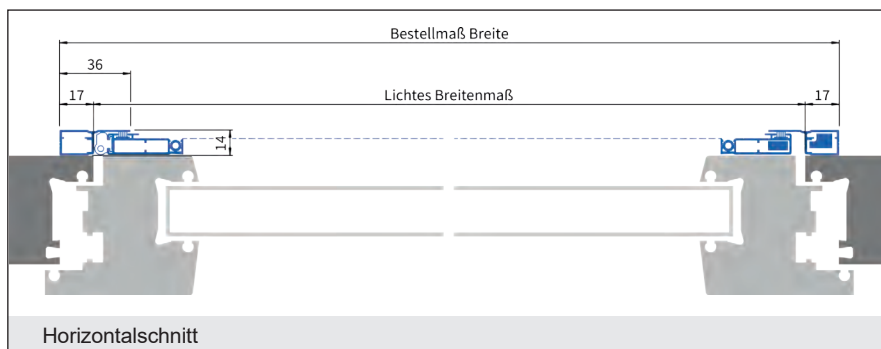 Bestellmaß Breite
36
17
Lichtes Breitenmaß
17
14
Horizontalschnitt